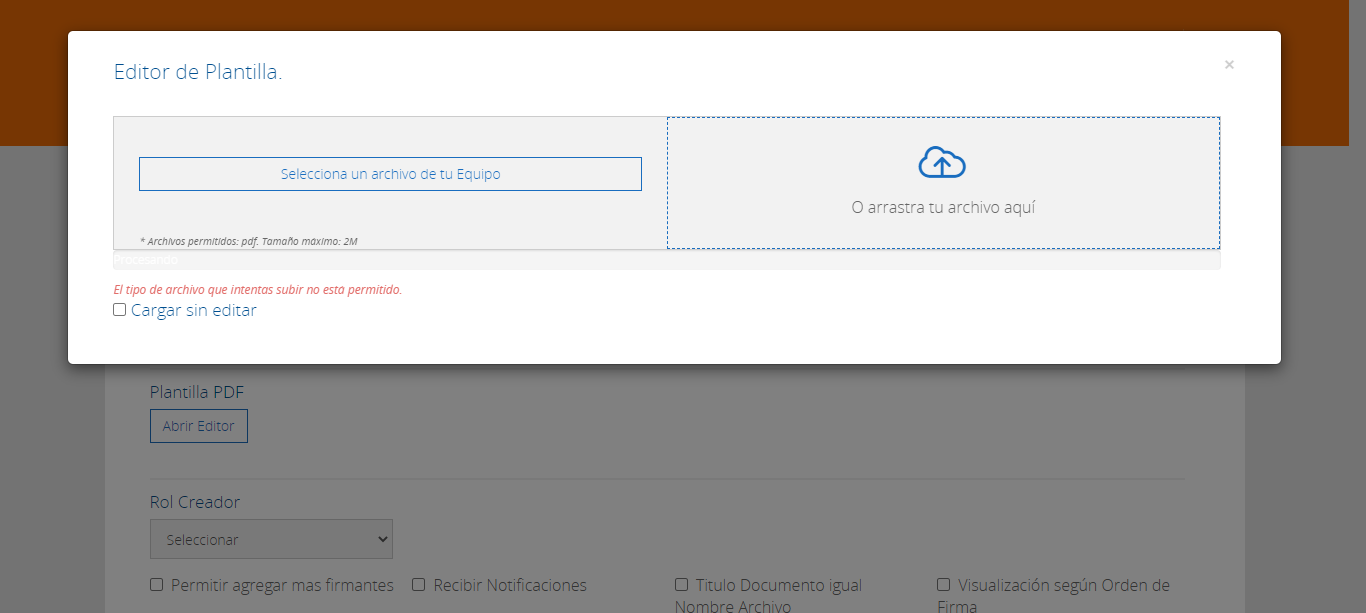 Editor de Plantilla.
×
Selecciona un archivo de tu Equipo
O arrastra tu archivo aquí
* Archivos permitidos: pdf. Tamaño máximo: 2M
Procesando
El tipo de archivo que intentas subir no está permitido.
Cargar sin editar
Plantilla PDF
Abrir Editor
Rol Creador
Seleccionar
Permitir agregar mas firmantes
Recibir Notificaciones
Titulo Documento igual
Nombre Archivo
Visualización según Orden de
Firma